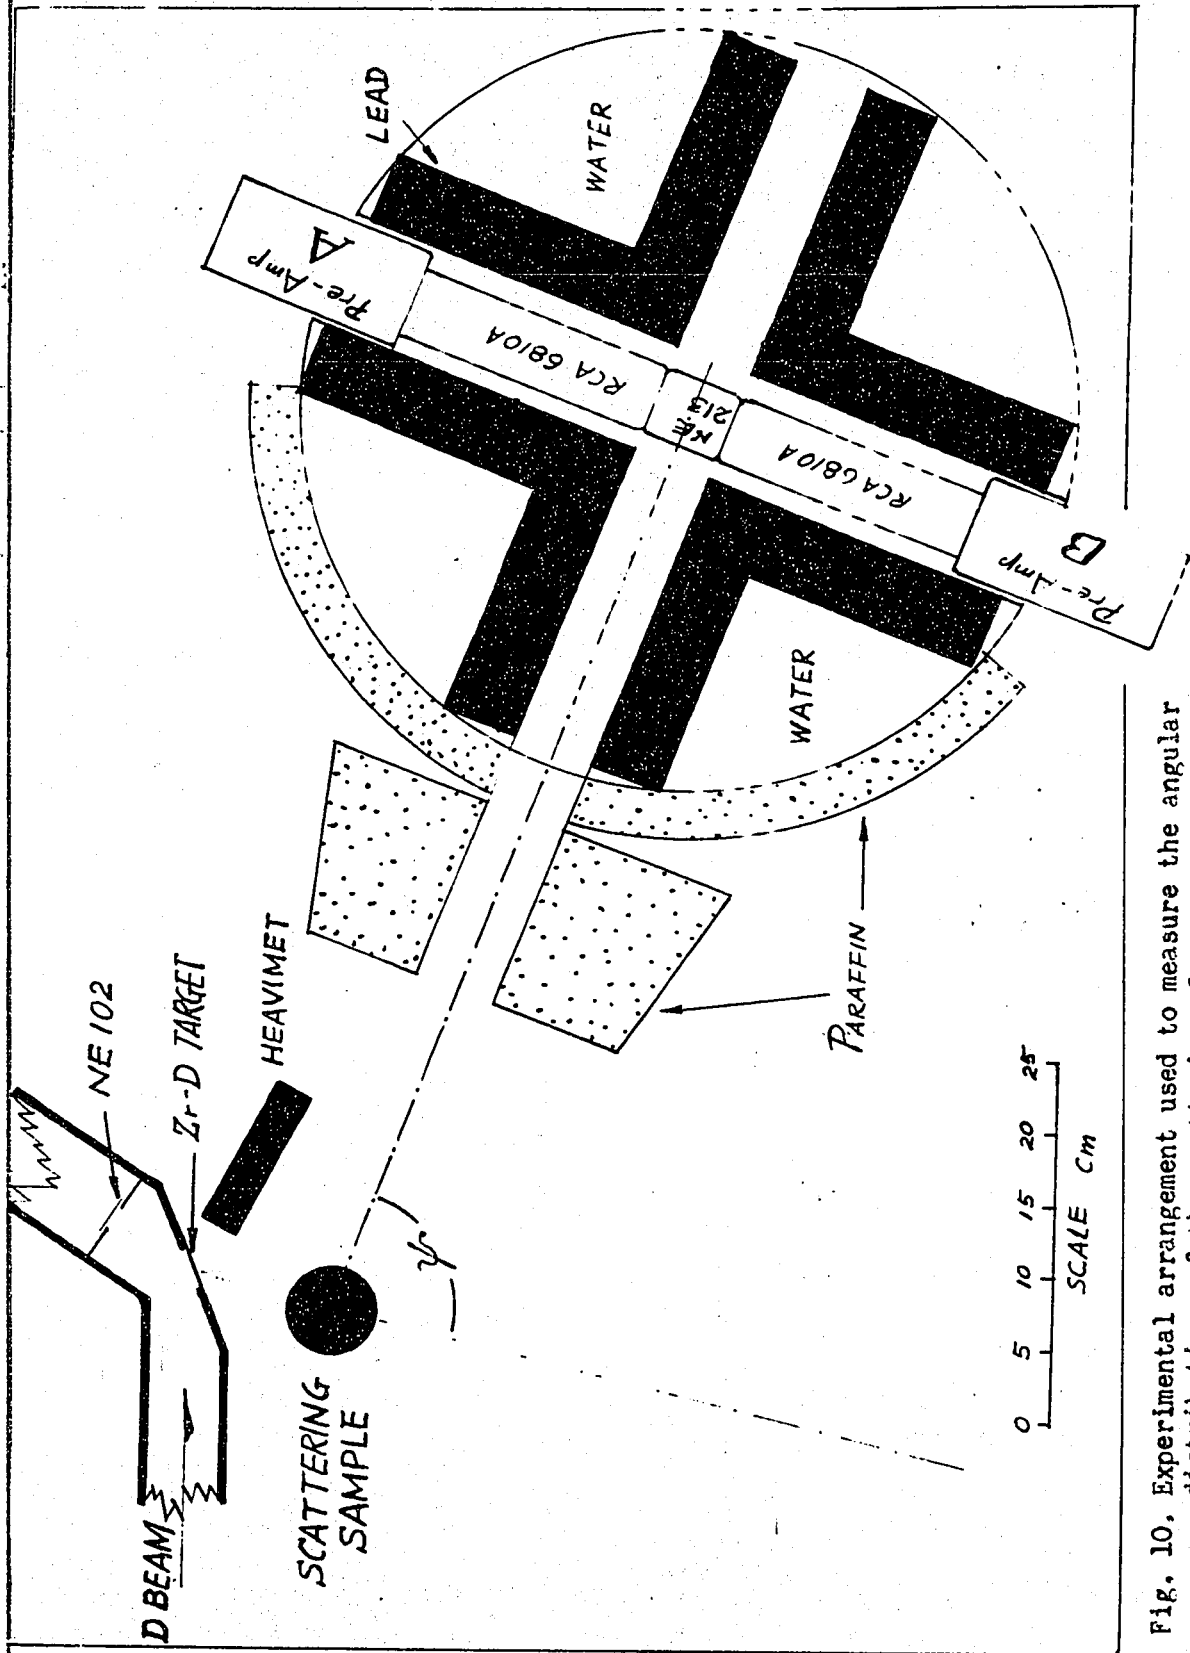 D BEAM
NE 102
Zr-D TARGET
HEAVIMET
SCATTERING
SAMPLE
ψ
LEAD
WATER
Pre-Amp
A
RCA 6810A
NE
213
RCA 6810A
Pre-Amp
B
WATER
PARAFFIN
0 5 10 15 20 25
SCALE Cm
Fig. 10. Experimental arrangement used to measure the angular